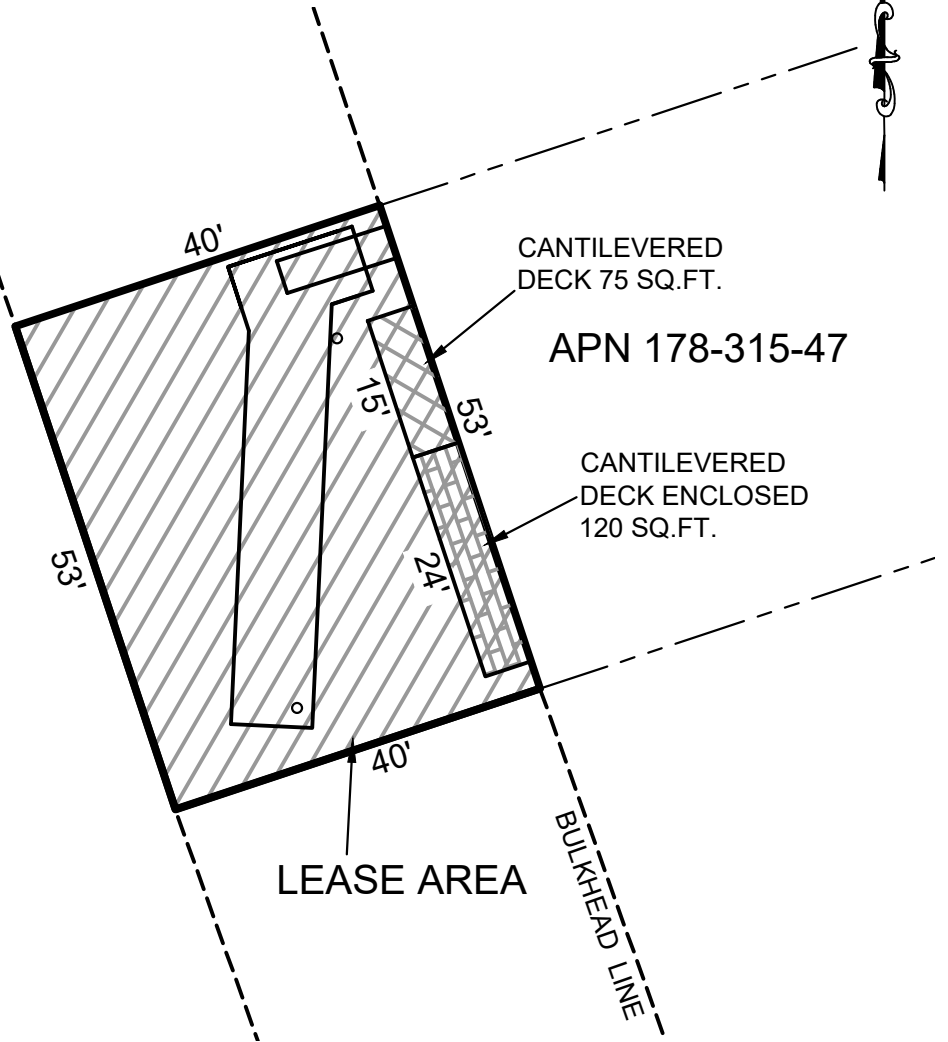 40'
CANTILEVERED
DECK 75 SQ.FT.
APN 178-315-47
15'
53'
CANTILEVERED
DECK ENCLOSED
120 SQ.FT.
53'
24'
40'
LEASE AREA
BULKHEAD LINE